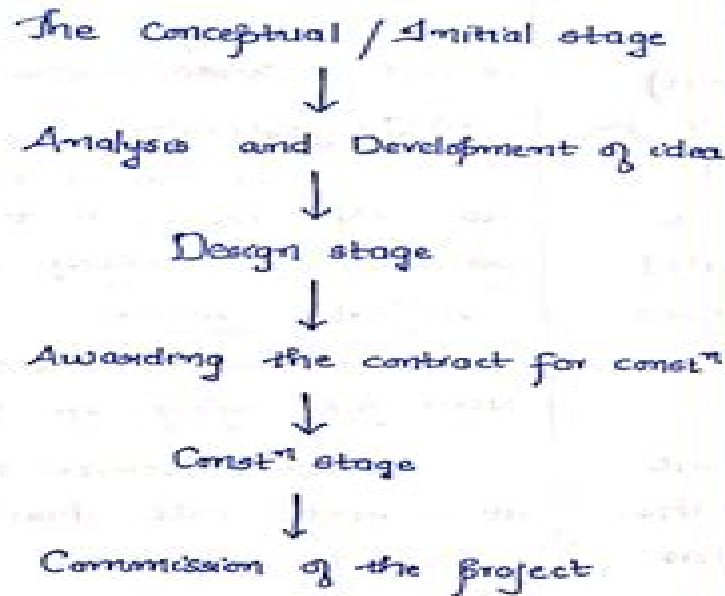 The Conceptual / Initial stage
Analysis and Development of idea
Design stage
Awarding the contract for constⁿ
Constⁿ stage
Commission of the project